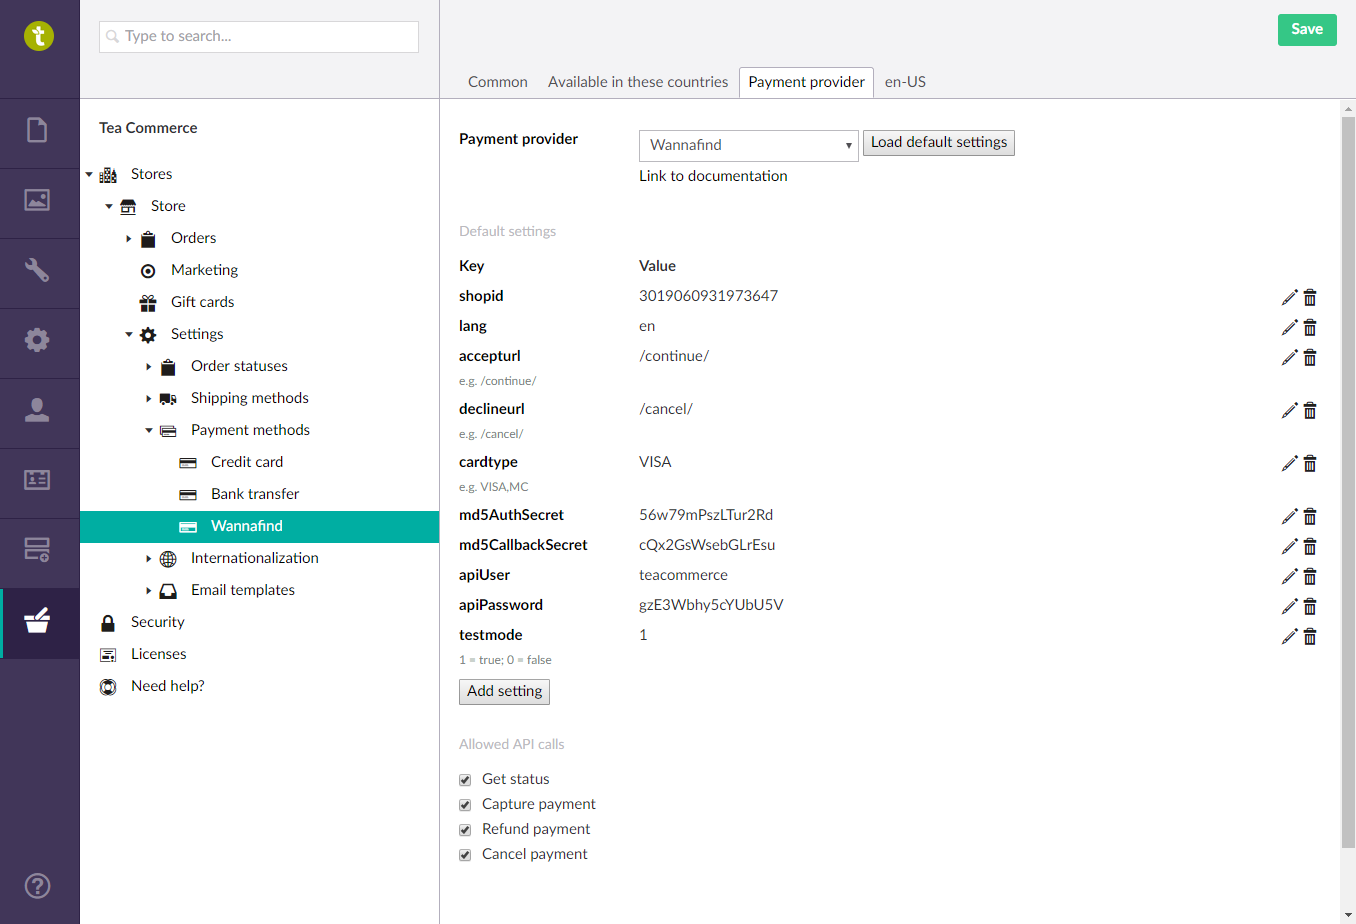 Type to search...
Save
Common Available in these countries Payment provider en-US
Tea Commerce
Stores
Store
Orders
Marketing
Gift cards
Settings
Order statuses
Shipping methods
Payment methods
Credit card
Bank transfer
Wannafind
Internationalization
Email templates
Security
Licenses
Need help?
Payment provider Wannafind Load default settings
Link to documentation
Default settings
Key Value
shopid 3019060931973647
lang en
accepturl /continue/
e.g. /continue/
declineurl /cancel/
e.g. /cancel/
cardtype VISA
e.g. VISA,MC
md5AuthSecret 56w79mPszLTur2Rd
md5CallbackSecret cQx2GsWsebGLrEsu
apiUser teacommerce
apiPassword gzE3Wbhy5cYUbU5V
testmode 1
1 = true; 0 = false
Add setting
Allowed API calls
Get status
Capture payment
Refund payment
Cancel payment